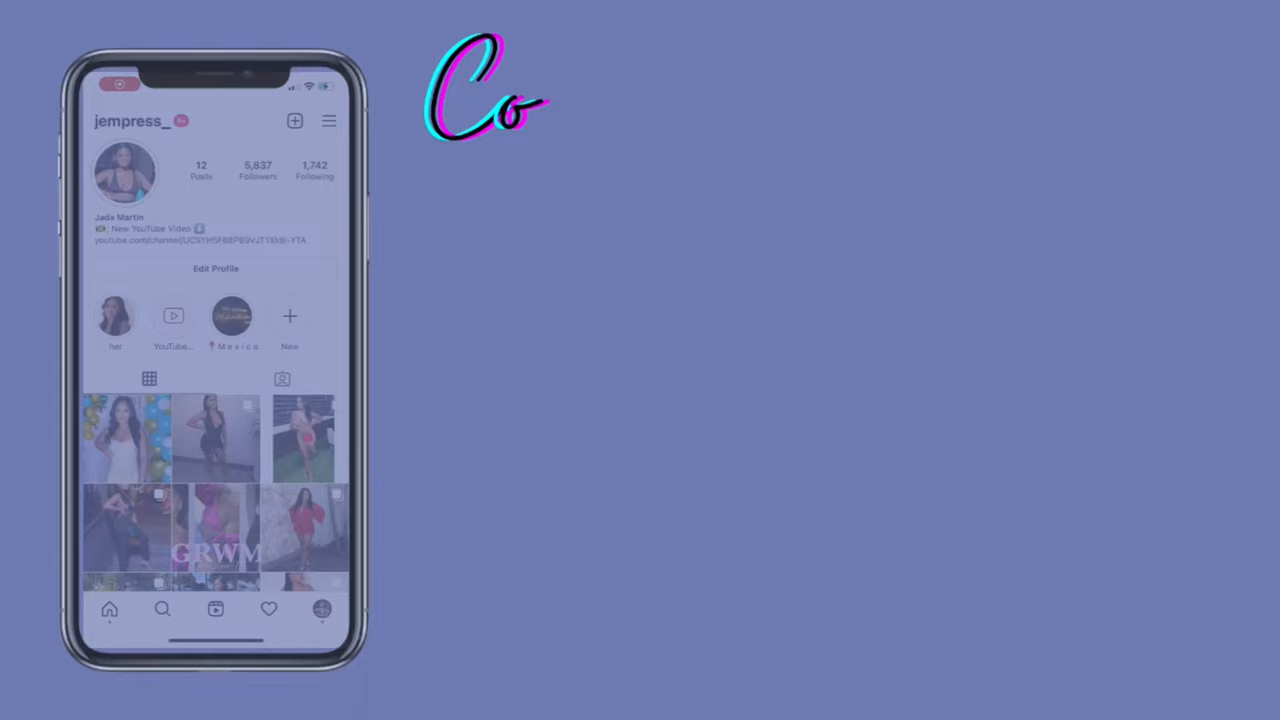 Co
jempress_
12
Posts
5,837
Followers
1,742
Following
Jada Martin
: New YouTube Video
Edit Profile
her
YouTube...
M e x i c o
New
GRWM